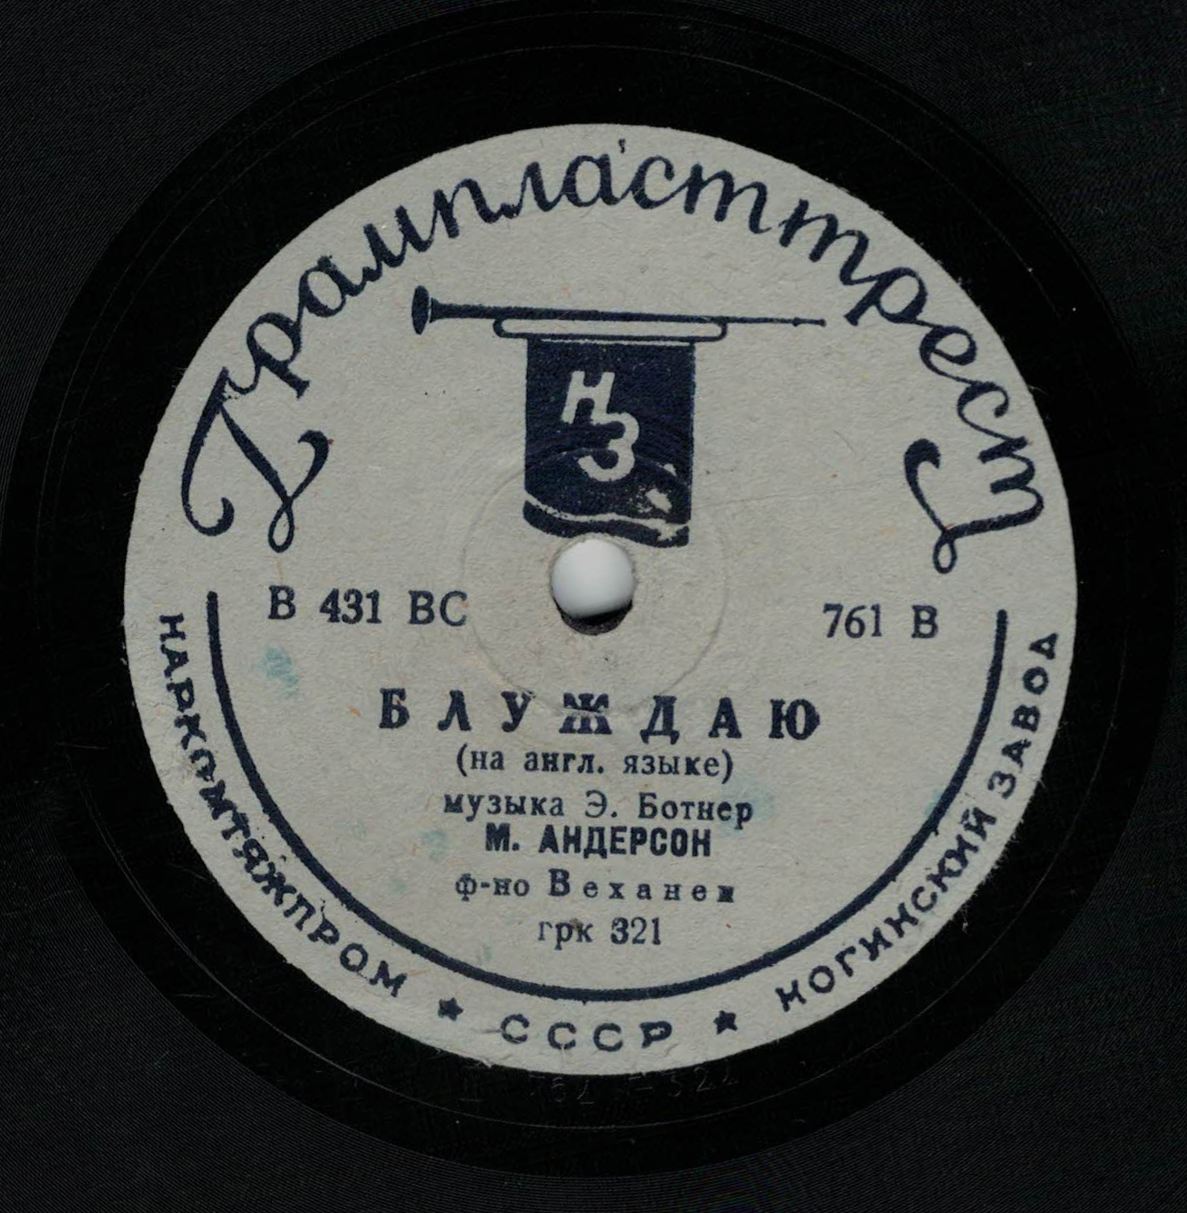 Грампласттрест
НЗ
В 431 ВС
761 В
БЛУЖДАЮ
(на англ. языке)
музыка Э. Ботнер
М. АНДЕРСОН
ф-но Веханен
грк 321
НАРКОМТЯЖПРОМ ★ СССР ★ НОГИНСКИЙ ЗАВОД